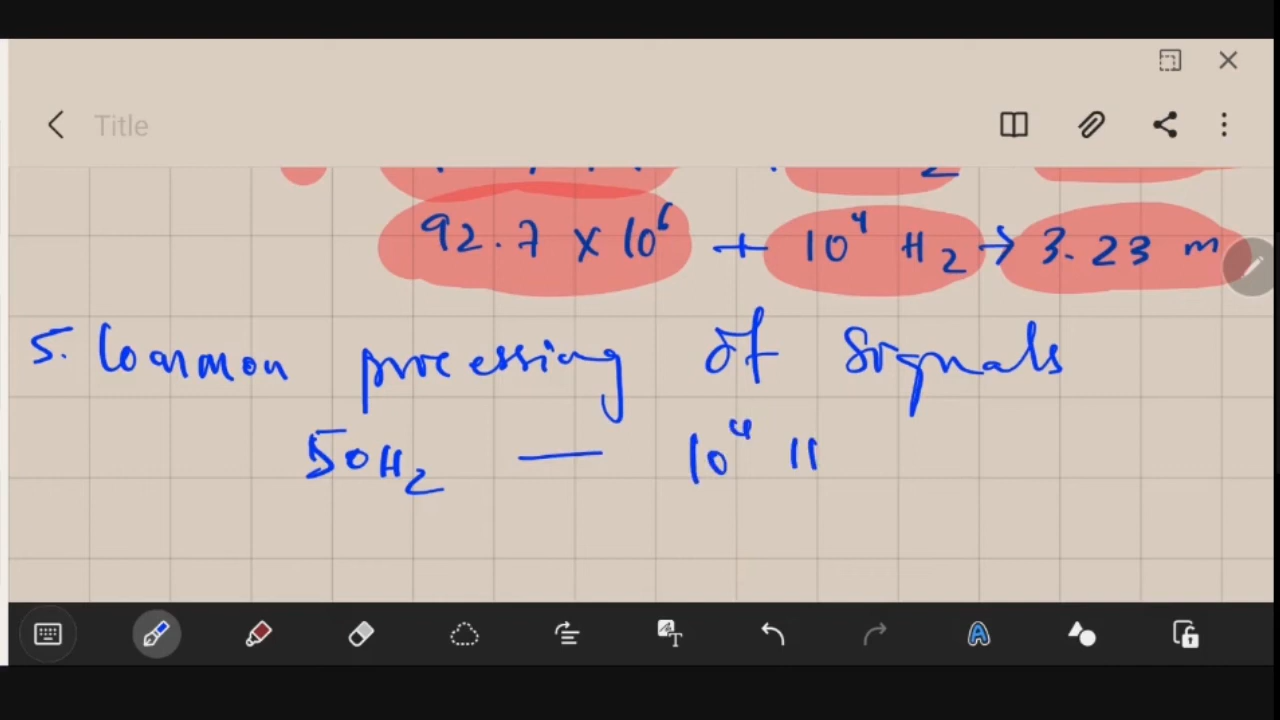 Title
92.7 × 10⁶ + 10⁴ Hz → 3.23 m
5. Common processing of Signals
50Hz — 10⁴ H